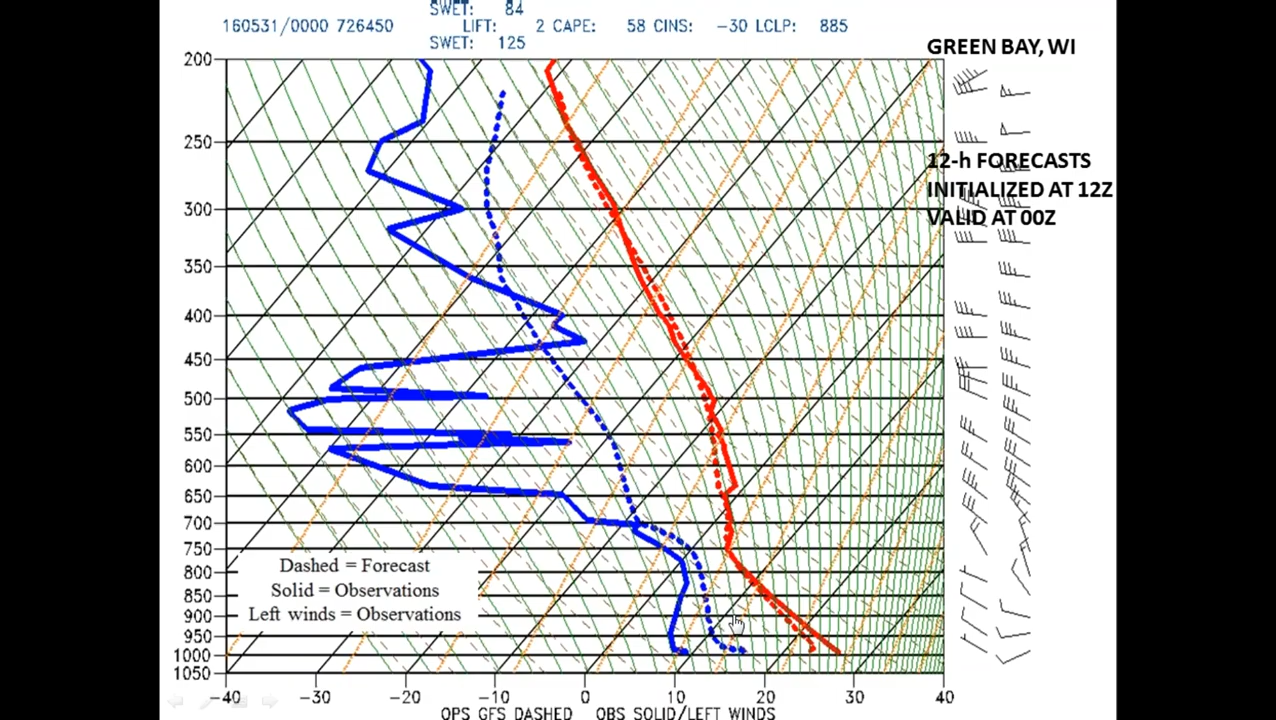 SWET: 84
160531/0000 726450 LIFT: 2 CAPE: 58 CINS: -30 LCLP: 885
SWET: 125
GREEN BAY, WI
12-h FORECASTS
INITIALIZED AT 12Z
VALID AT 00Z
200
250
300
350
400
450
500
550
600
650
700
750
800
850
900
950
1000
1050
Dashed = Forecast
Solid = Observations
Left winds = Observations
-40 -30 -20 -10 0 10 20 30 40
OPS GFS DASHED OBS SOLID/LEFT WINDS